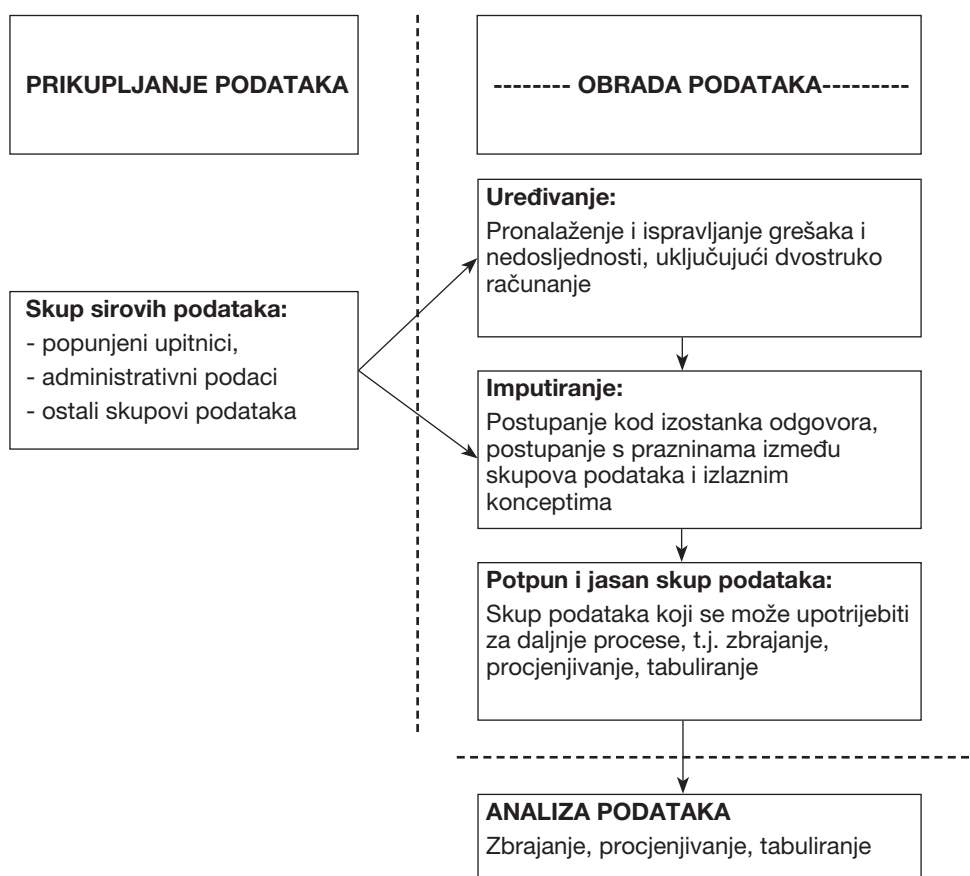 PRIKUPLJANJE PODATAKA
-------- OBRADA PODATAKA---------
Skup sirovih podataka:
- popunjeni upitnici,
- administrativni podaci
- ostali skupovi podataka
Uređivanje:
Pronalaženje i ispravljanje grešaka i
nedosljednosti, uključujući dvostruko
računanje
Imputiranje:
Postupanje kod izostanka odgovora,
postupanje s prazninama između
skupova podataka i izlaznim
konceptima
Potpun i jasan skup podataka:
Skup podataka koji se može upotrijebiti
za daljnje procese, t.j. zbrajanje,
procjenjivanje, tabuliranje
ANALIZA PODATAKA
Zbrajanje, procjenjivanje, tabuliranje